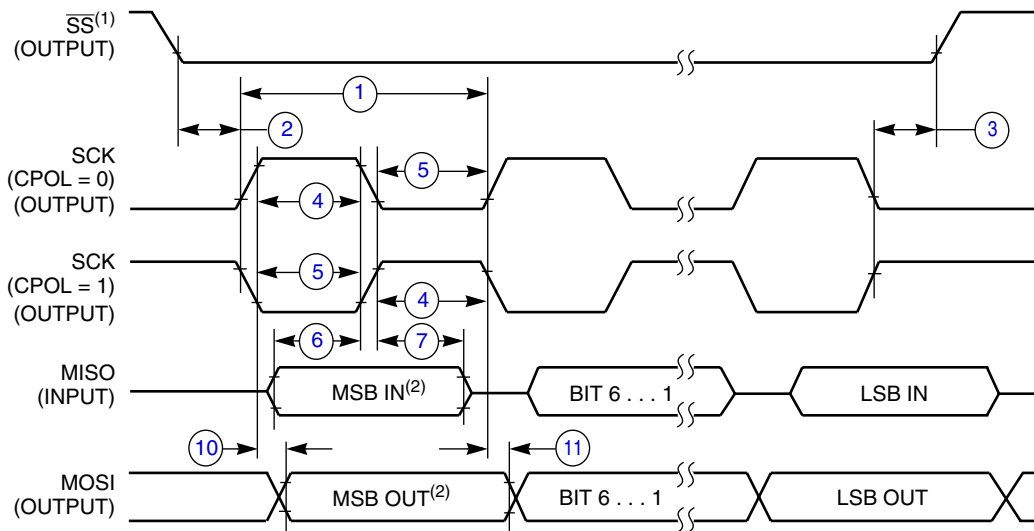 SS(1)
(OUTPUT)
1
2
3
SCK
(CPOL = 0)
(OUTPUT)
5
4
SCK
(CPOL = 1)
(OUTPUT)
5
4
6
7
MISO
(INPUT)
MSB IN(2)
BIT 6 . . . 1
LSB IN
10
11
MOSI
(OUTPUT)
MSB OUT(2)
BIT 6 . . . 1
LSB OUT